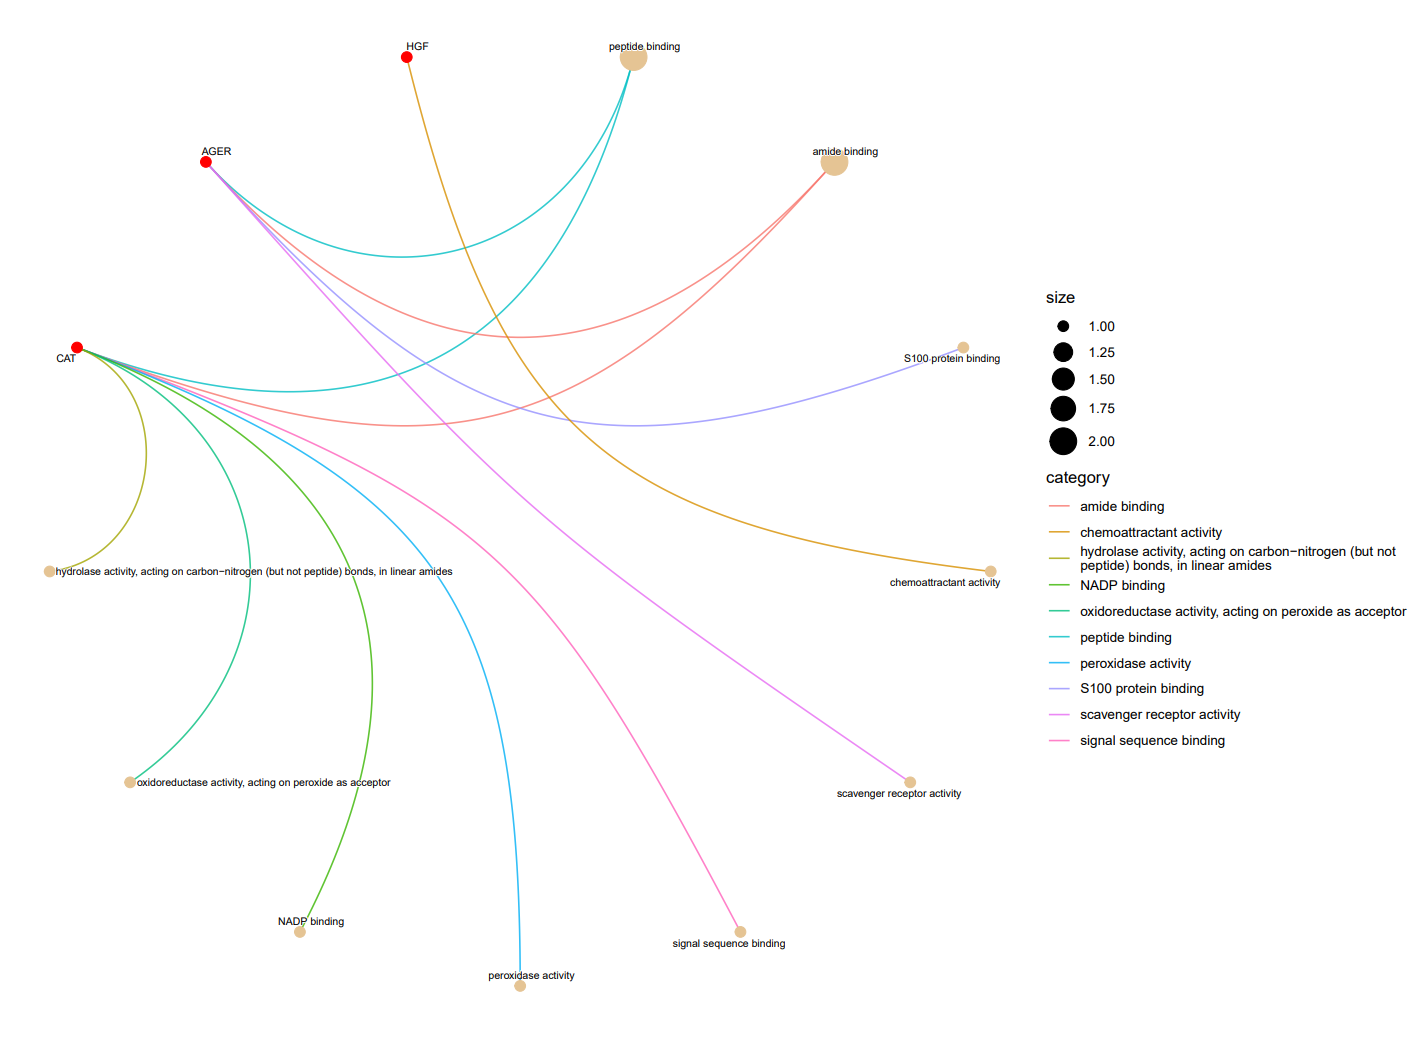 HGF
peptide binding
AGER
amide binding
CAT
S100 protein binding
hydrolase activity, acting on carbon−nitrogen (but not peptide) bonds, in linear amides
chemoattractant activity
oxidoreductase activity, acting on peroxide as acceptor
scavenger receptor activity
NADP binding
signal sequence binding
peroxidase activity
size
1.00
1.25
1.50
1.75
2.00
category
amide binding
chemoattractant activity
hydrolase activity, acting on carbon−nitrogen (but not
peptide) bonds, in linear amides
NADP binding
oxidoreductase activity, acting on peroxide as acceptor
peptide binding
peroxidase activity
S100 protein binding
scavenger receptor activity
signal sequence binding